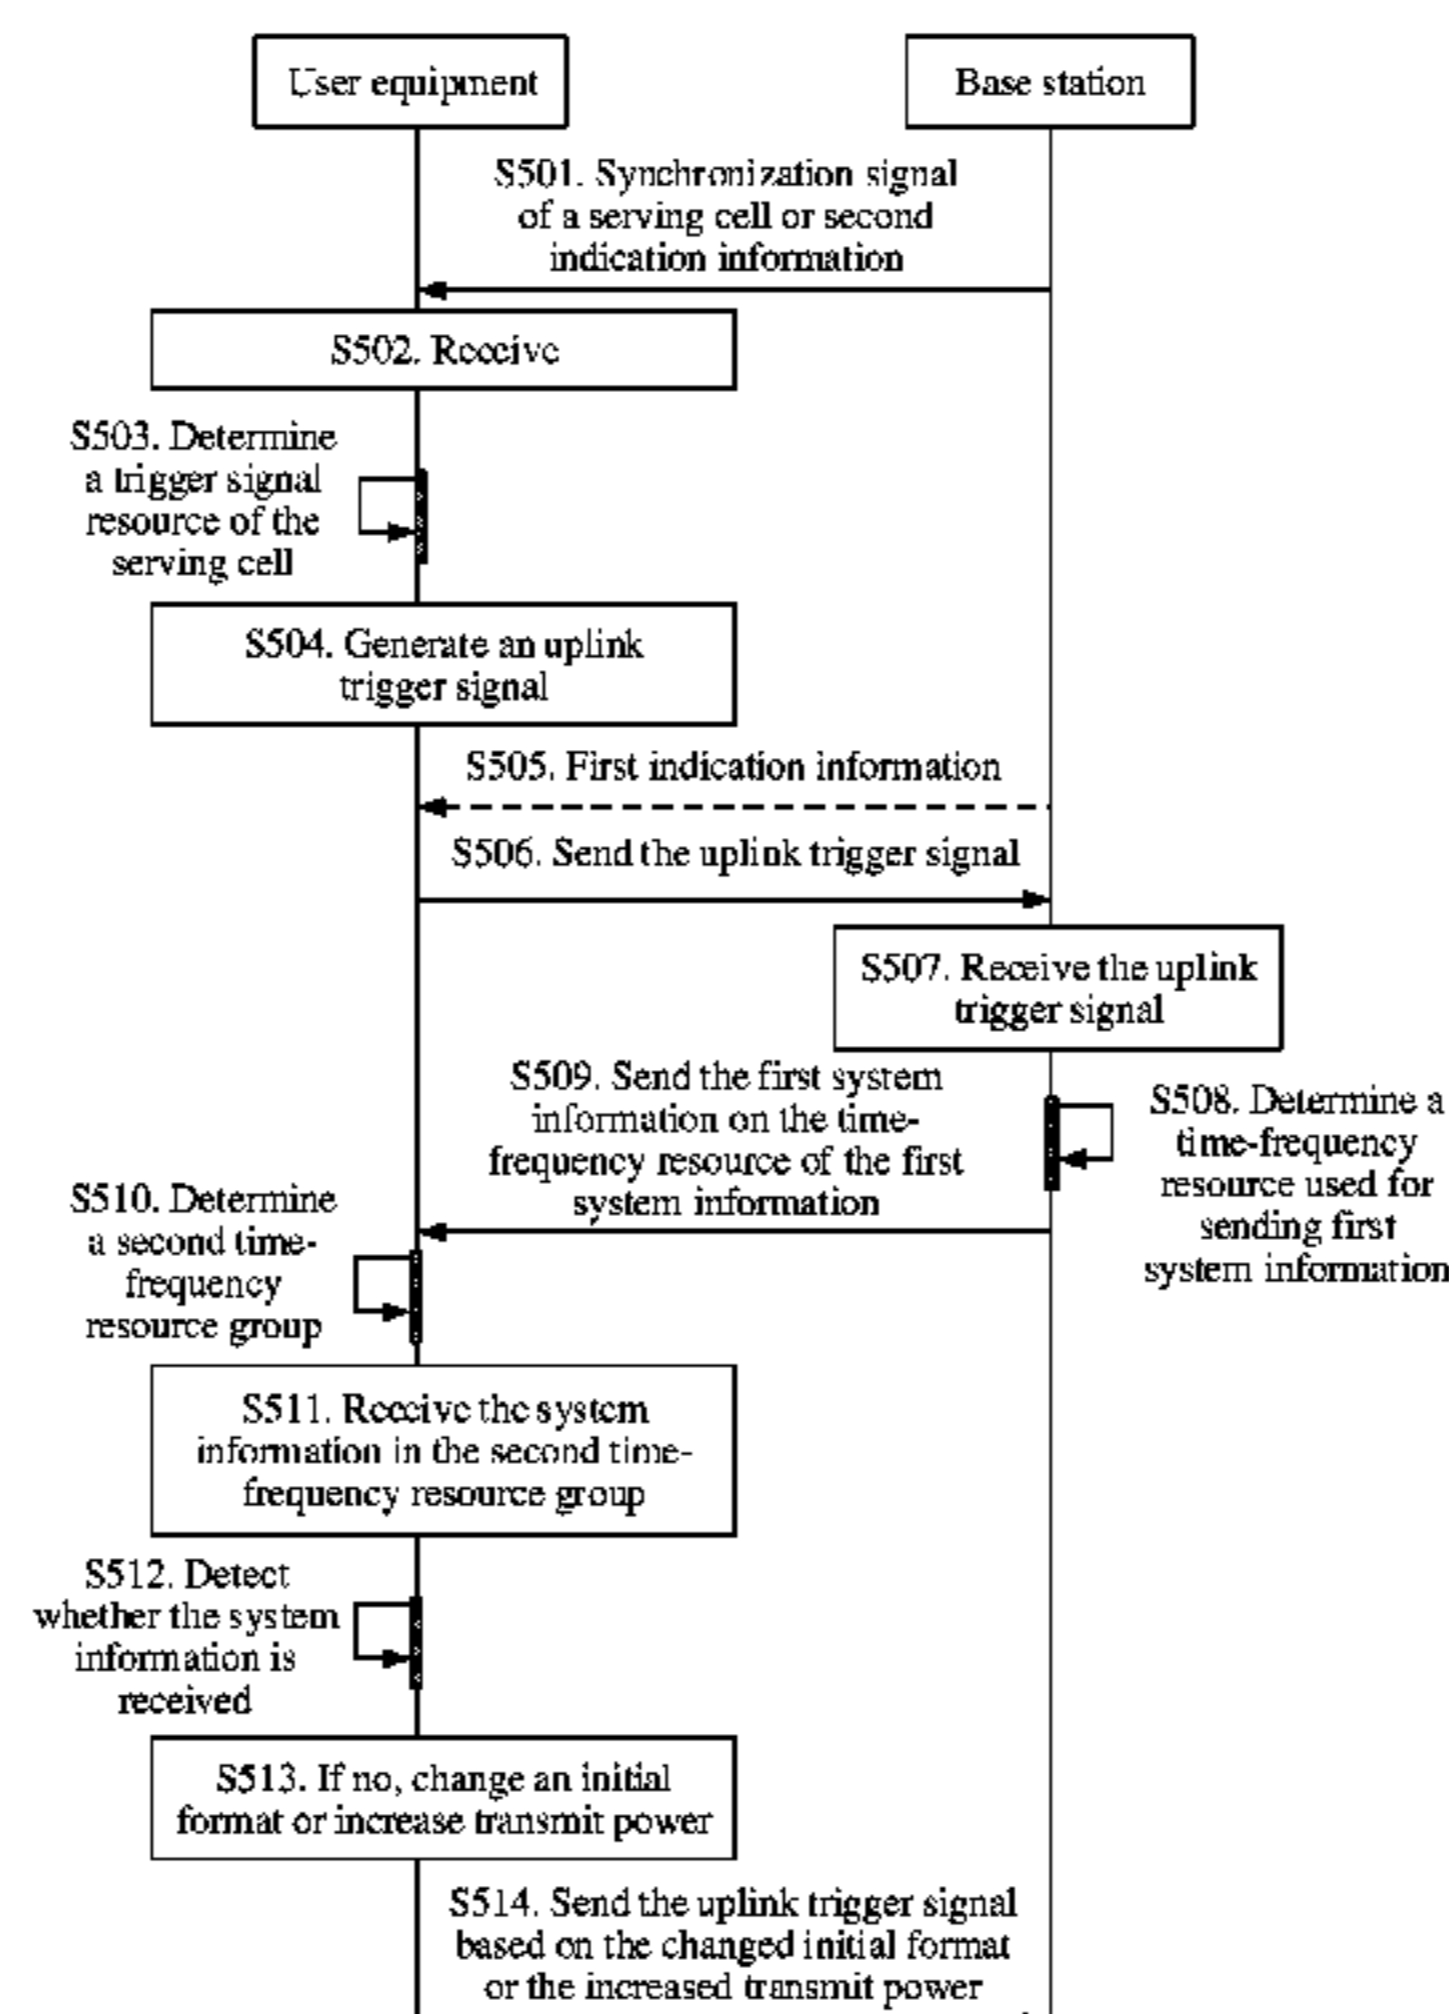 User equipment
Base station
S501. Synchronization signal
of a serving cell or second
indication information
S502. Receive
S503. Determine
a trigger signal
resource of the
serving cell
S504. Generate an uplink
trigger signal
S505. First indication information
S506. Send the uplink trigger signal
S507. Receive the uplink
trigger signal
S508. Determine a
time-frequency
resource used for
sending first
system information
S509. Send the first system
information on the time-
frequency resource of the first
system information
S510. Determine
a second time-
frequency
resource group
S511. Receive the system
information in the second time-
frequency resource group
S512. Detect
whether the system
information is
received
S513. If no, change an initial
format or increase transmit power
S514. Send the uplink trigger signal
based on the changed initial format
or the increased transmit power